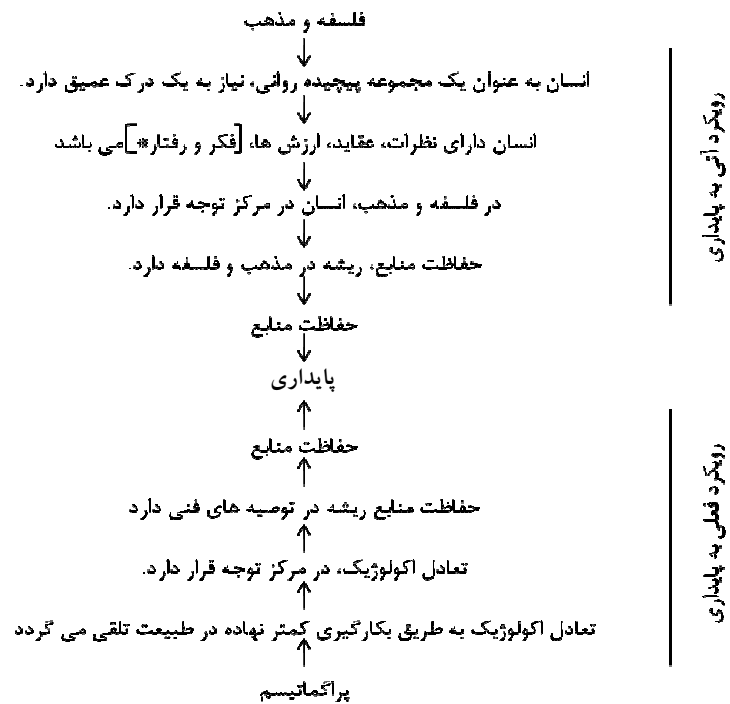 فلسفه و مذهب
انسان به عنوان یک مجموعه پیچیده روانی، نیاز به یک درک عمیق دارد.
انسان دارای نظرات، عقاید، ارزش ها، [فکر و رفتار*] می باشد
در فلسفه و مذهب، انسان در مرکز توجه قرار دارد.
حفاظت منابع، ریشه در مذهب و فلسفه دارد.
حفاظت منابع
رویکرد آتی به پایداری
پایداری
حفاظت منابع
حفاظت منابع ریشه در توصیه های فنی دارد
تعادل اکولوژیک، در مرکز توجه قرار دارد.
تعادل اکولوژیک به طریق بکارگیری کمتر نهاده در طبیعت تلقی می گردد
پراگماتیسم
رویکرد فعلی به پایداری